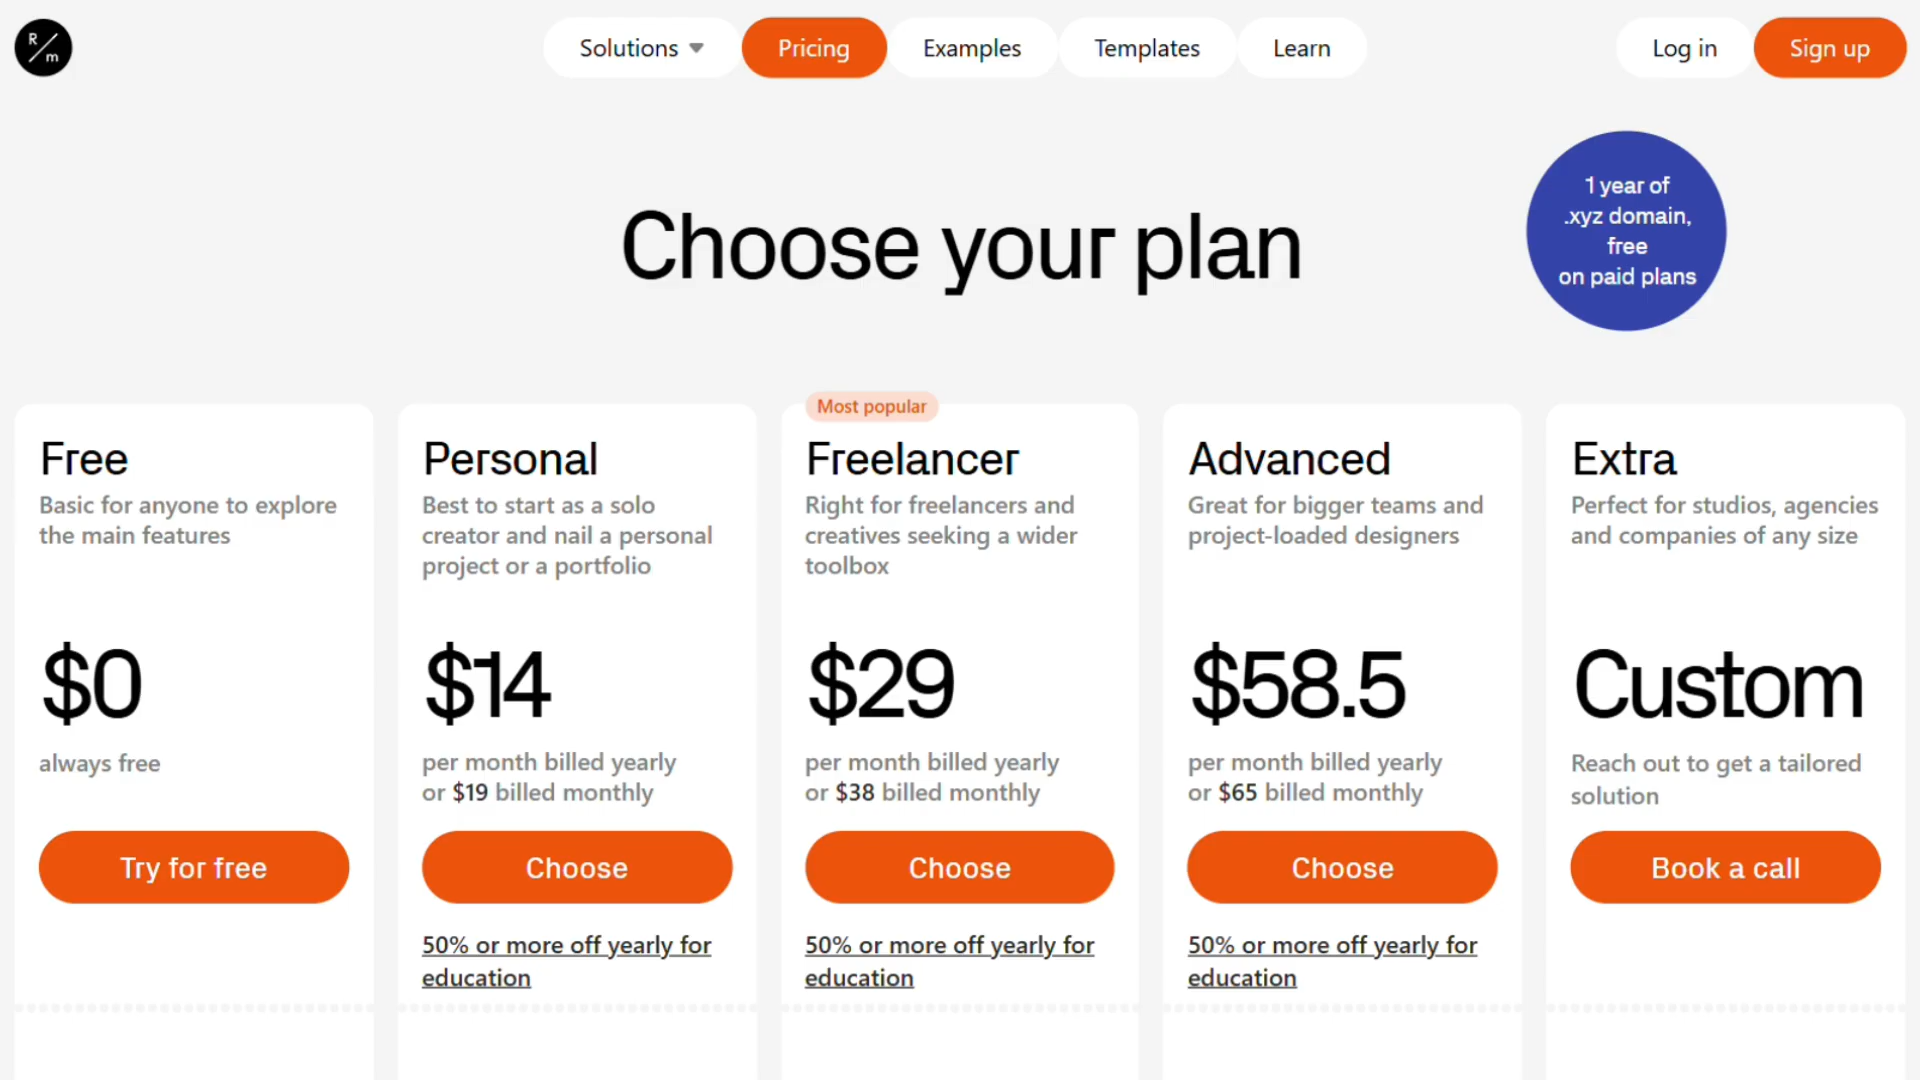 R/m
Solutions
Pricing
Examples
Templates
Learn
Log in
Sign up
Choose your plan
1 year of
.xyz domain,
free
on paid plans
Free
Basic for anyone to explore
the main features
$0
always free
Try for free
Personal
Best to start as a solo
creator and nail a personal
project or a portfolio
$14
per month billed yearly
or $19 billed monthly
Choose
50% or more off yearly for
education
Most popular
Freelancer
Right for freelancers and
creatives seeking a wider
toolbox
$29
per month billed yearly
or $38 billed monthly
Choose
50% or more off yearly for
education
Advanced
Great for bigger teams and
project-loaded designers
$58.5
per month billed yearly
or $65 billed monthly
Choose
50% or more off yearly for
education
Extra
Perfect for studios, agencies
and companies of any size
Custom
Reach out to get a tailored
solution
Book a call